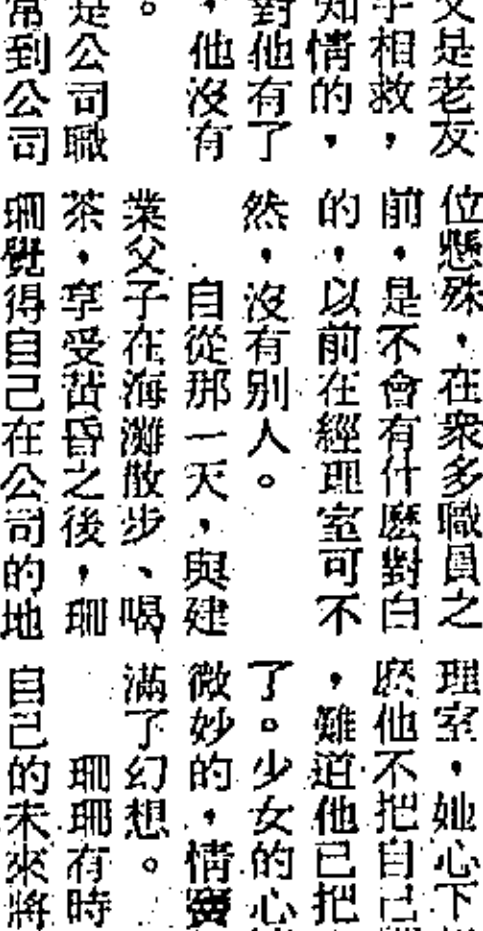 是老友
相救，
知情的，
對他有了
，他沒有
。
是公司職
常到公司
位懸殊，在衆多職員之
前，是不會有什麼對白
的，以前在經理室可不
然，沒有別人。
自從那一天，與建
業父子在海灘散步、喝
茶，享受黃昏之後，珊
珊覺得自己在公司的地
理室，她心下
麼他不把自己
，難道他已把
了。少女的心
微妙的，情竇
滿了幻想。
珊珊有時
自己的未來將